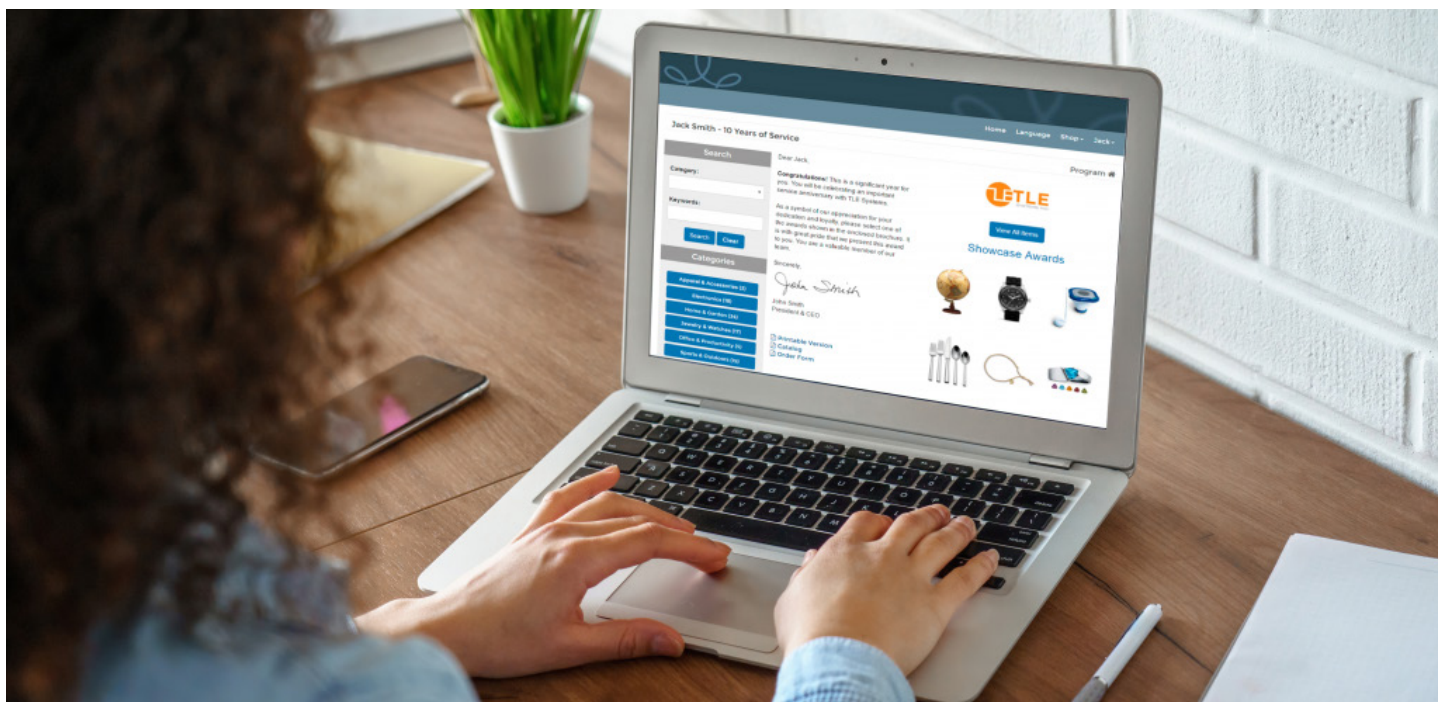 Home Language Shop Jack
Jack Smith - 10 Years of Service
Program
Search
Category:
Keywords:
Search Clear
Categories
Apparel & Accessories (2)
Electronics (18)
Home & Garden (34)
Jewelry & Watches (17)
Office & Productivity (5)
Sports & Outdoors (10)
Dear Jack,
Congratulations! This is a significant year for
you. You will be celebrating an important
service anniversary with TLE Systems.
As a symbol of our appreciation for your
dedication and loyalty, please select one of
the awards shown in the enclosed brochure. It
is with great pride that we present this award
to you. You are a valuable member of our
team.
Sincerely,
John Smith
John Smith
President & CEO
Printable Version
Catalog
Order Form
TLE
View All Items
Showcase Awards